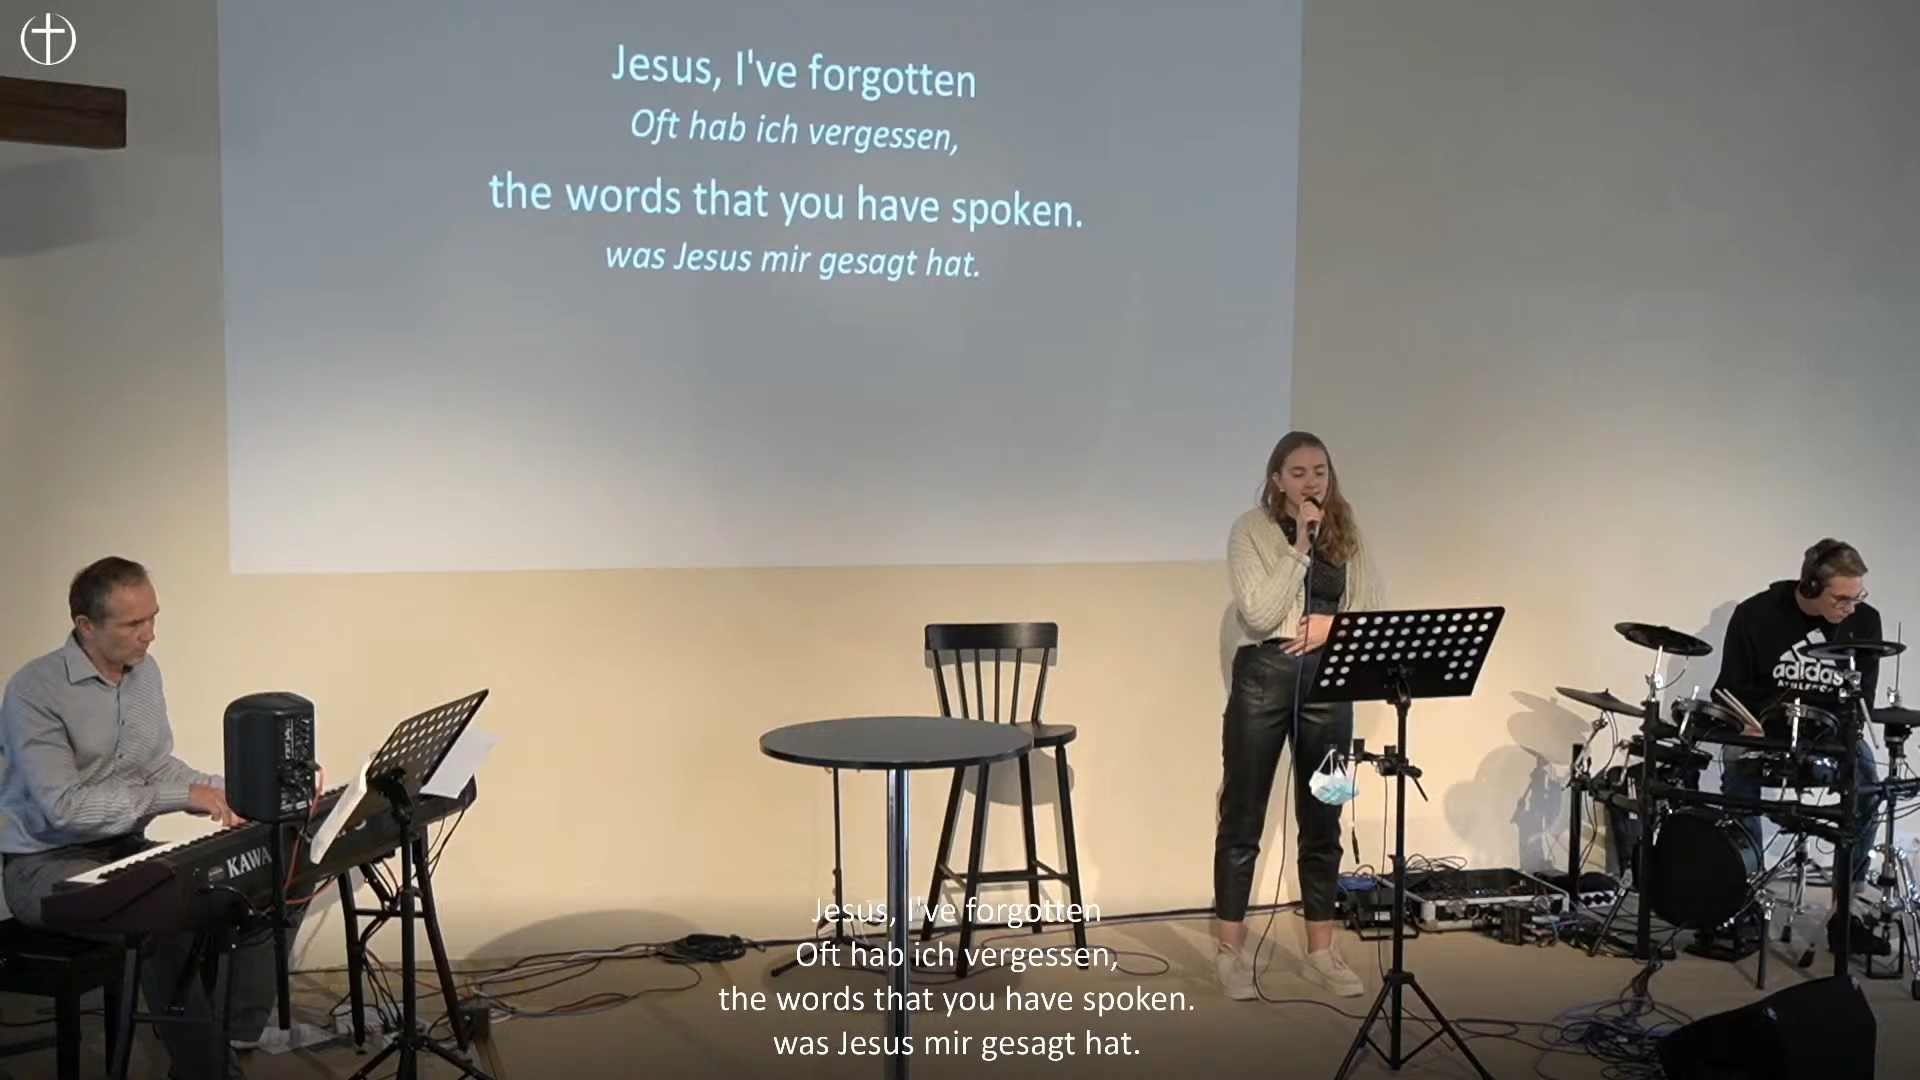 Jesus, I've forgotten
Oft hab ich vergessen,
the words that you have spoken.
was Jesus mir gesagt hat.
adidas
KAWA
Jesus, I've forgotten
Oft hab ich vergessen,
the words that you have spoken.
was Jesus mir gesagt hat.